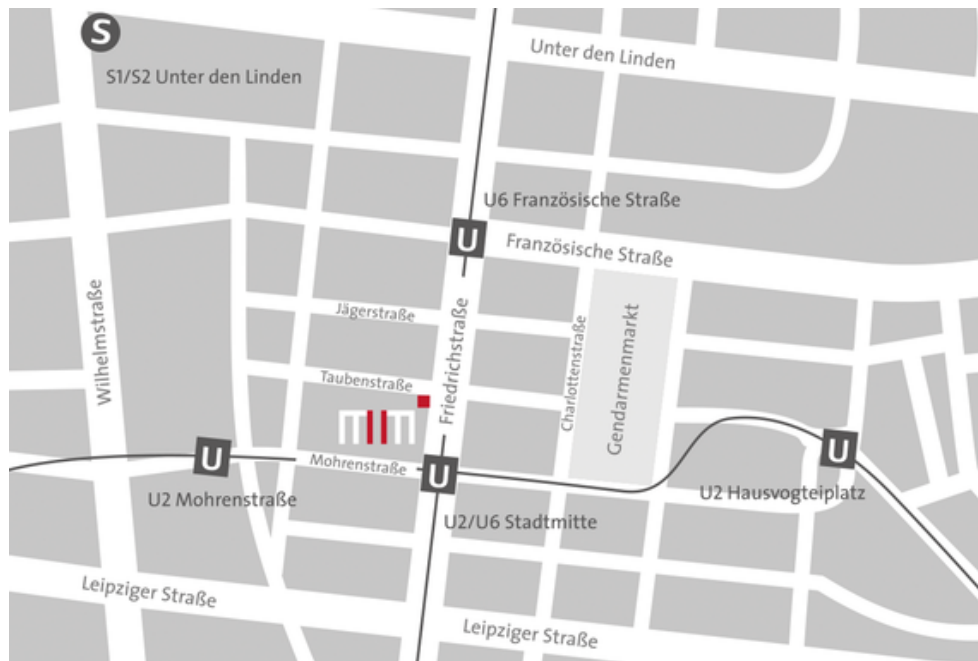 S
S1/S2 Unter den Linden
Unter den Linden
U6 Französische Straße
U
Französische Straße
Jägerstraße
Wilhelmstraße
Friedrichstraße
Charlottenstraße
Gendarmenmarkt
Taubenstraße
U
Mohrenstraße
U
U
U2 Mohrenstraße
U2/U6 Stadtmitte
U2 Hausvogteiplatz
Leipziger Straße
Leipziger Straße